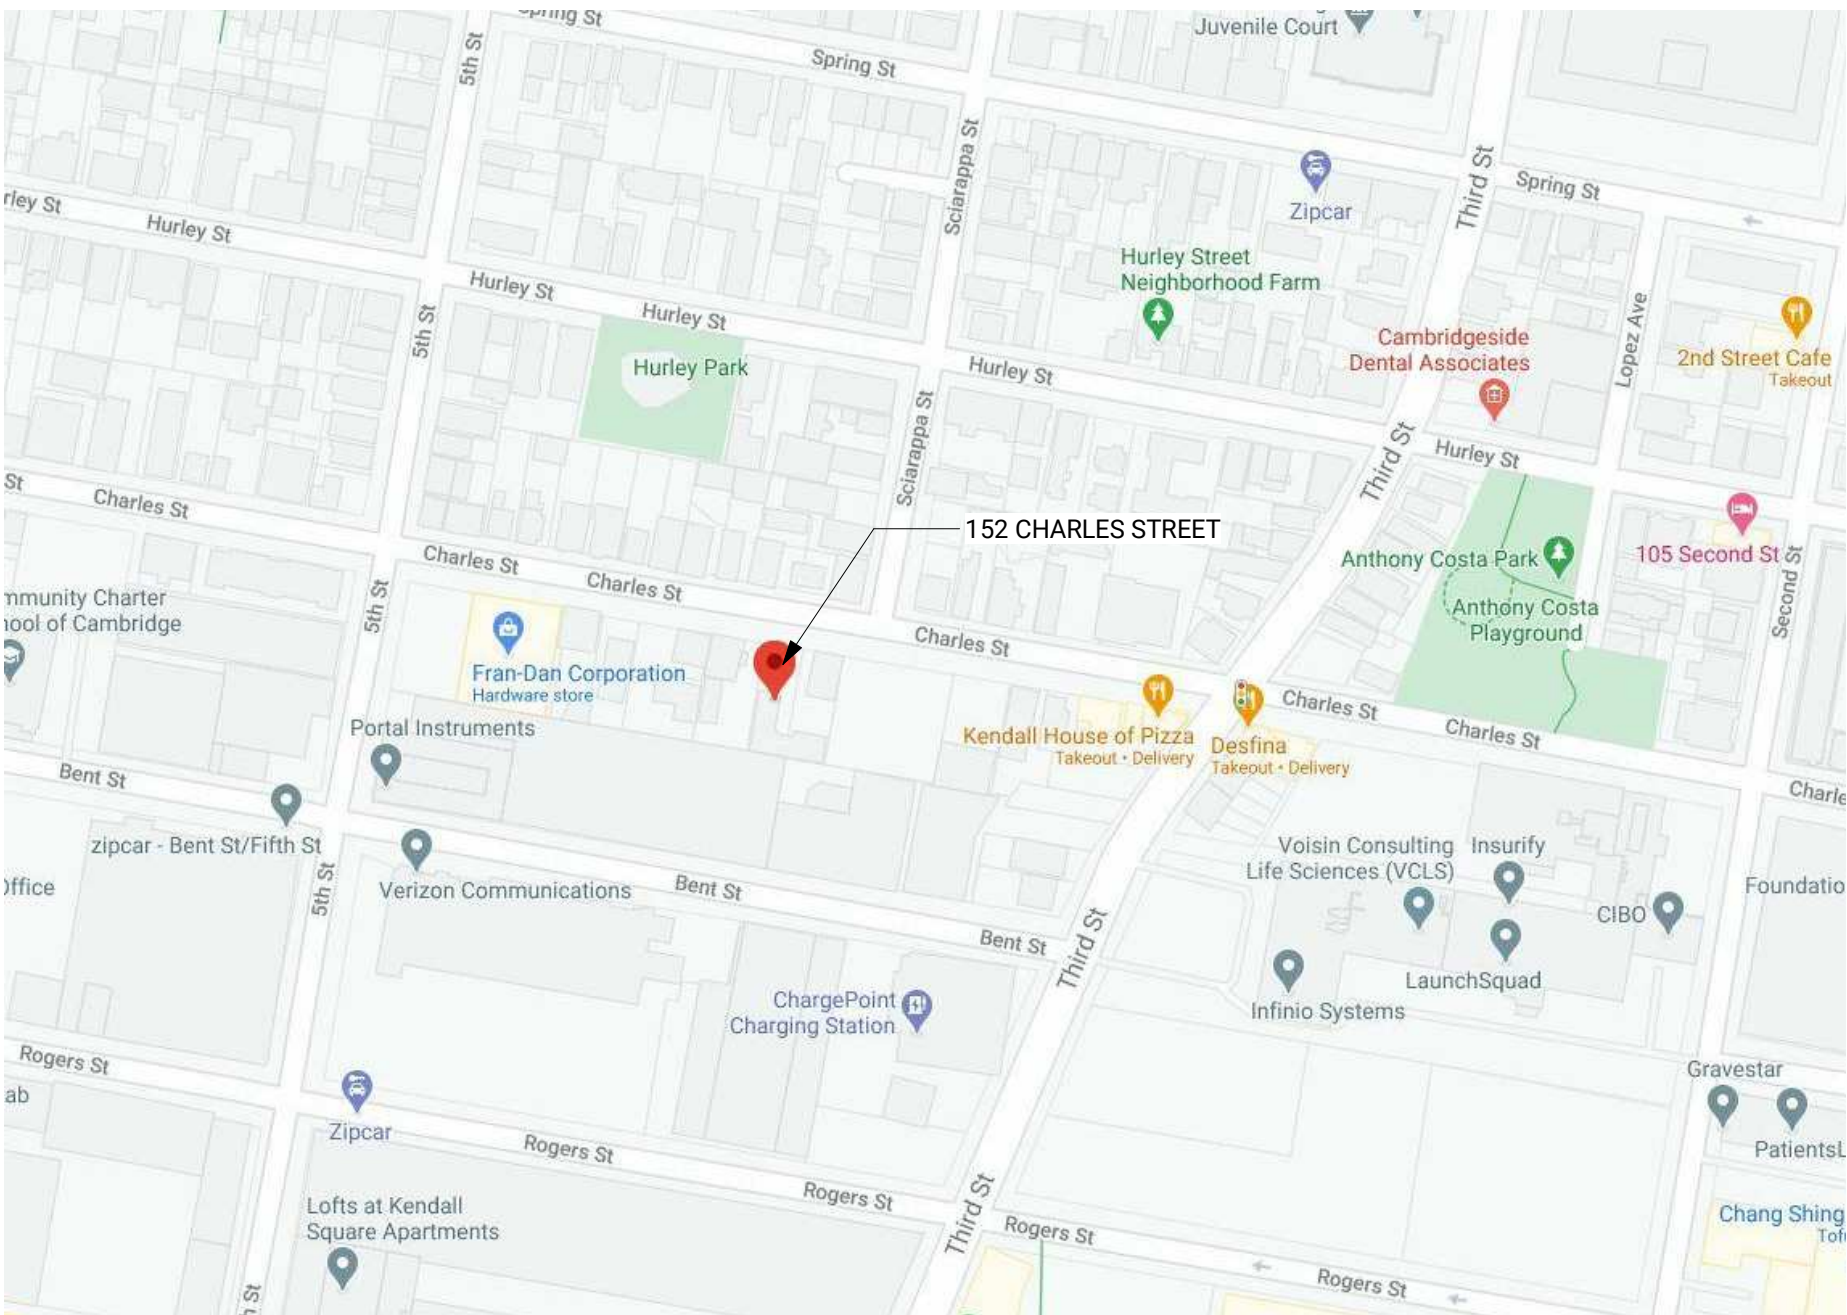 Spring St
Juvenile Court
5th St
Spring St
Sciarappa St
Third St
Spring St
Zipcar
Hurley St
Hurley St
Hurley Street
Neighborhood Farm
Hurley St
Hurley St
5th St
Lopez Ave
Cambridgeside
Dental Associates
2nd Street Cafe
Takeout
Hurley Park
Hurley St
Sciarappa St
Third St
Hurley St
St
Charles St
152 CHARLES STREET
Anthony Costa Park
105 Second St
Second St
Charles St
Charles St
5th St
mmunity Charter
hool of Cambridge
Anthony Costa
Playground
Charles St
Fran-Dan Corporation
Hardware store
Charles St
Charles St
Portal Instruments
Kendall House of Pizza
Takeout • Delivery
Desfina
Takeout • Delivery
Bent St
Charle
zipcar - Bent St/Fifth St
Voisin Consulting
Life Sciences (VCLS)
Insurify
Office
5th St
Verizon Communications
Bent St
Foundatio
CIBO
Bent St
Third St
LaunchSquad
ChargePoint
Charging Station
Infinio Systems
Rogers St
Gravestar
ab
Zipcar
Rogers St
PatientsL
Rogers St
Third St
Lofts at Kendall
Square Apartments
Rogers St
Chang Shing
Tof
Rogers St
h St